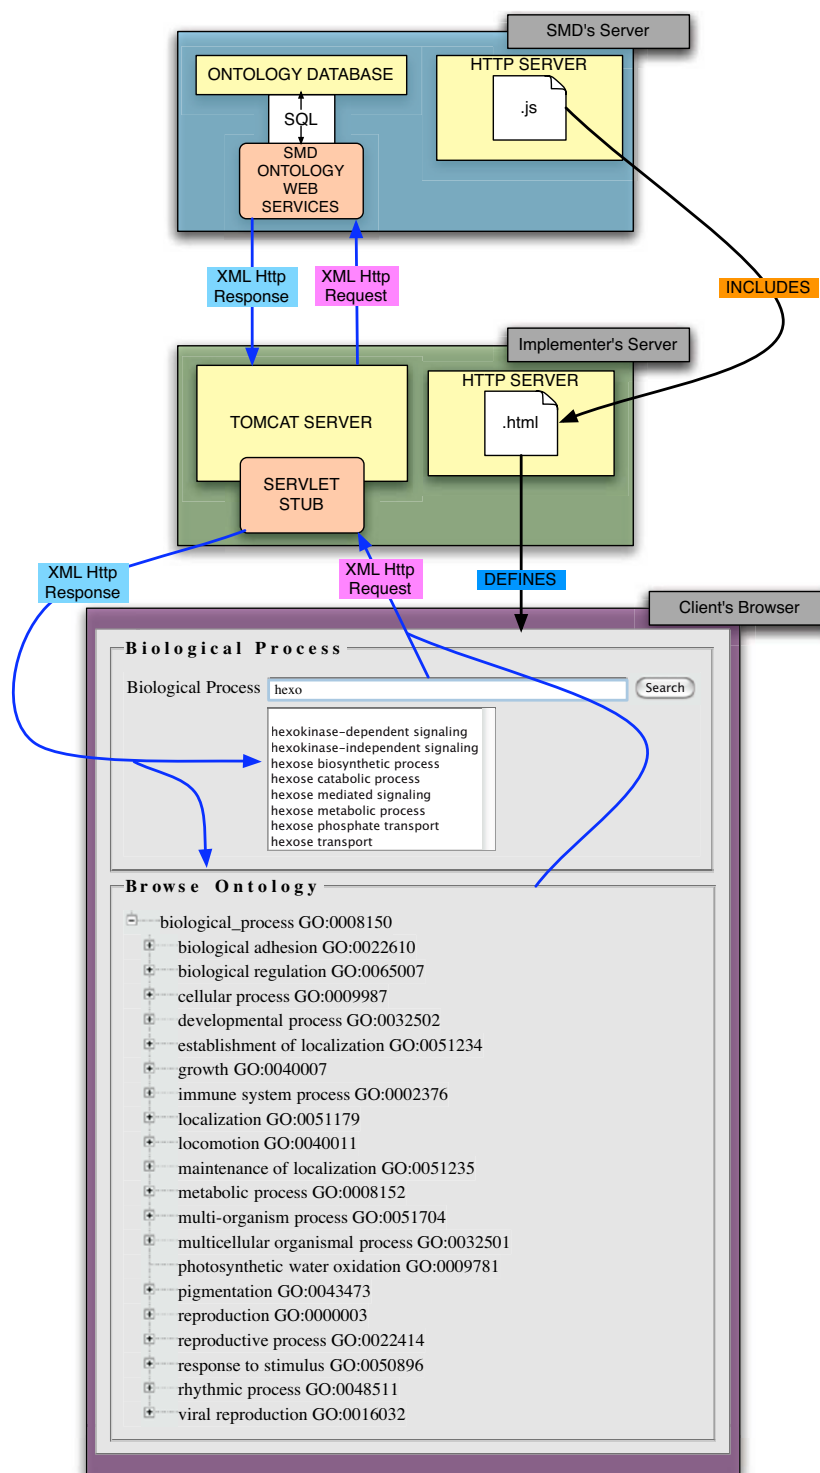 SMD's Server
ONTOLOGY DATABASE
HTTP SERVER
.js
SQL
SMD
ONTOLOGY
WEB
SERVICES
XML Http
Response
XML Http
Request
INCLUDES
Implementer's Server
HTTP SERVER
.html
TOMCAT SERVER
SERVLET
STUB
XML Http
Response
XML Http
Request
DEFINES
Client's Browser
Biological Process
Biological Process
hexo
Search
hexokinase-dependent signaling
hexokinase-independent signaling
hexose biosynthetic process
hexose catabolic process
hexose mediated signaling
hexose metabolic process
hexose phosphate transport
hexose transport
Browse Ontology
biological_process GO:0008150
biological adhesion GO:0022610
biological regulation GO:0065007
cellular process GO:0009987
developmental process GO:0032502
establishment of localization GO:0051234
growth GO:0040007
immune system process GO:0002376
localization GO:0051179
locomotion GO:0040011
maintenance of localization GO:0051235
metabolic process GO:0008152
multi-organism process GO:0051704
multicellular organismal process GO:0032501
photosynthetic water oxidation GO:0009781
pigmentation GO:0043473
reproduction GO:0000003
reproductive process GO:0022414
response to stimulus GO:0050896
rhythmic process GO:0048511
viral reproduction GO:0016032